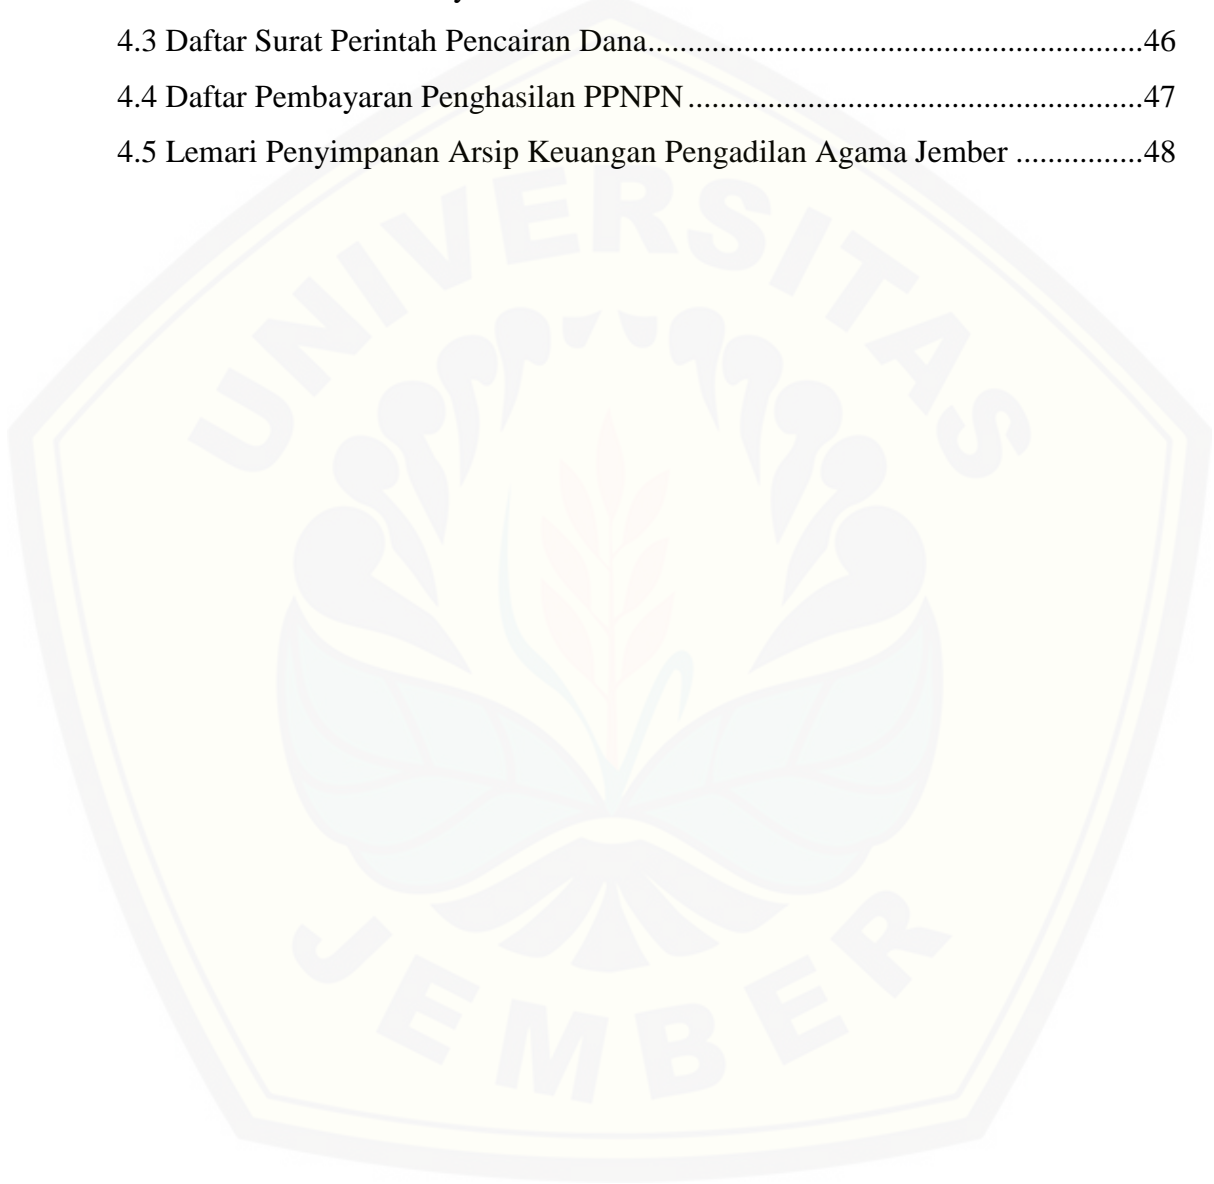 4.3 Daftar Surat Perintah Pencairan Dana..............................................................46
4.4 Daftar Pembayaran Penghasilan PPNPN.........................................................47
4.5 Lemari Penyimpanan Arsip Keuangan Pengadilan Agama Jember ................48
UNIVERSITAS
JEMBER